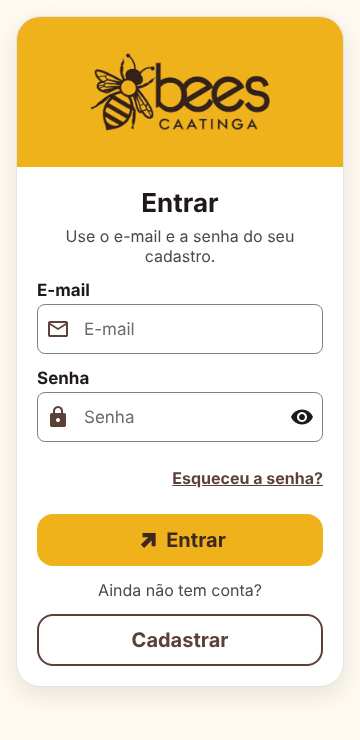 bees
CAATINGA
Entrar
Use o e-mail e a senha do seu
cadastro.
E-mail
E-mail
Senha
Senha
Esqueceu a senha?
Entrar
Ainda não tem conta?
Cadastrar